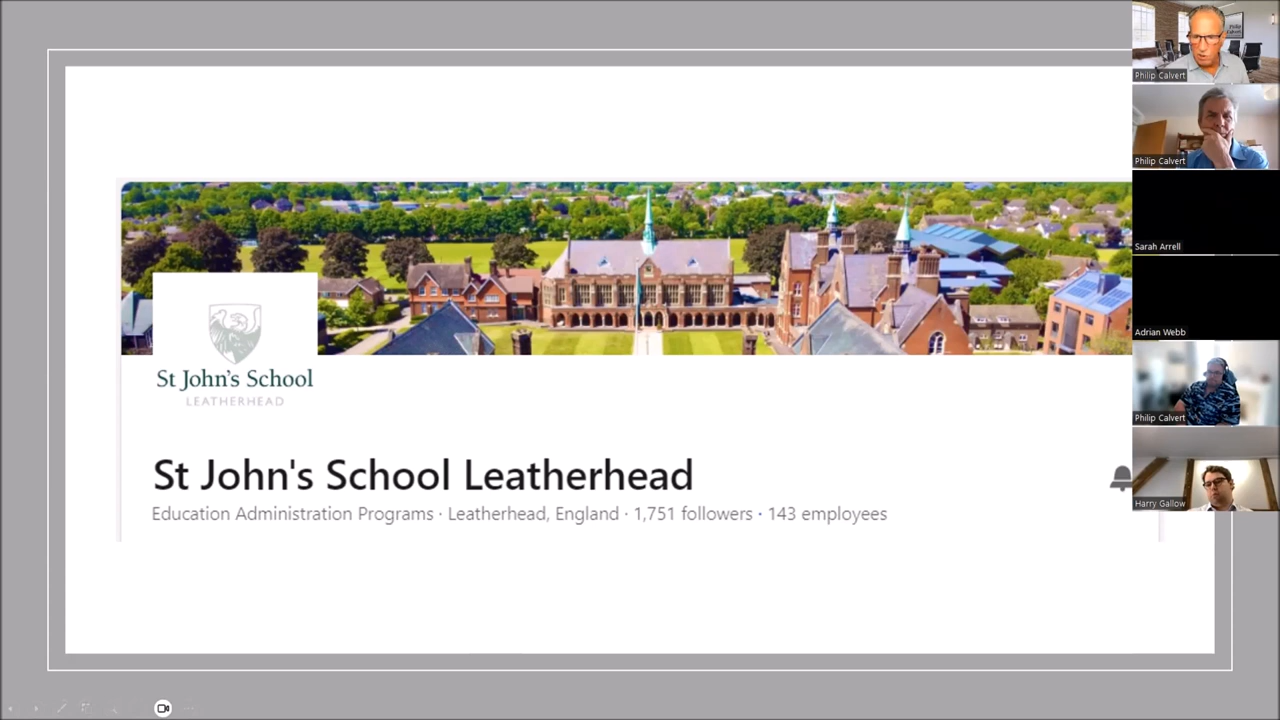 St John's School
LEATHERHEAD
St John's School Leatherhead
Education Administration Programs · Leatherhead, England · 1,751 followers · 143 employees
Philip Calvert
Philip Calvert
Sarah Arrell
Adrian Webb
Philip Calvert
Harry Gallow